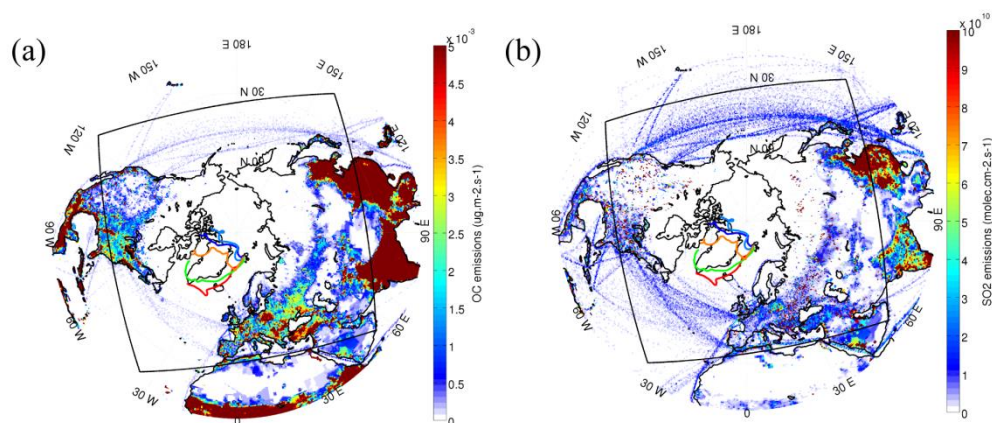 (a)
180 E
150 W
150 E
120 W
120 E
30 N
60 N
90 W
90 E
60 W
60 E
30 W
30 E
0
x 10⁻³
5
4.5
4
3.5
3
2.5
2
1.5
1
0.5
0
OC emissions (ug.m-2.s-1)
(b)
180 E
150 W
150 E
120 W
120 E
30 N
60 N
90 W
90 E
60 W
60 E
30 W
30 E
0
x 10¹⁰
10
9
8
7
6
5
4
3
2
1
0
SO2 emissions (molec.cm-2.s-1)